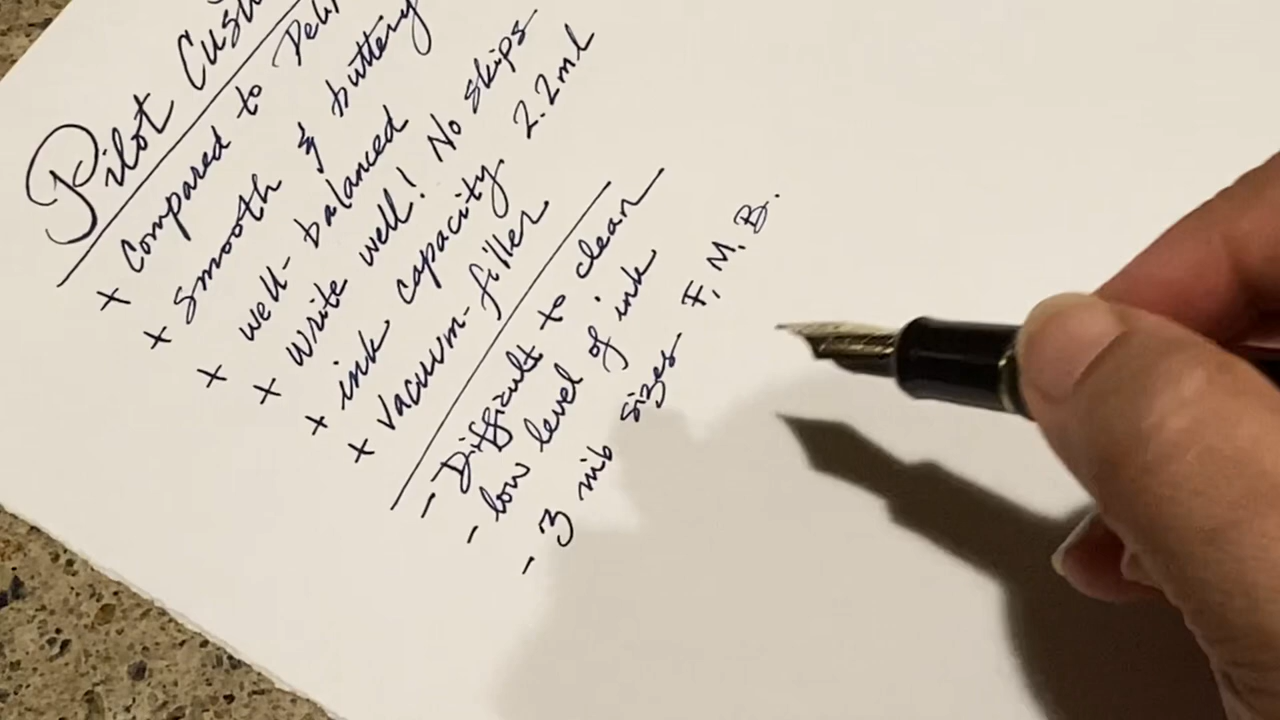 Pilot Cust
+ Compared to Deli
+ smooth & buttery
+ well-balanced
+ Write well! No skips
+ ink capacity 2.2ml
+ vacuum-filler
- Difficult to clean
- low level of ink
- 3 nib sizes F, M, B.